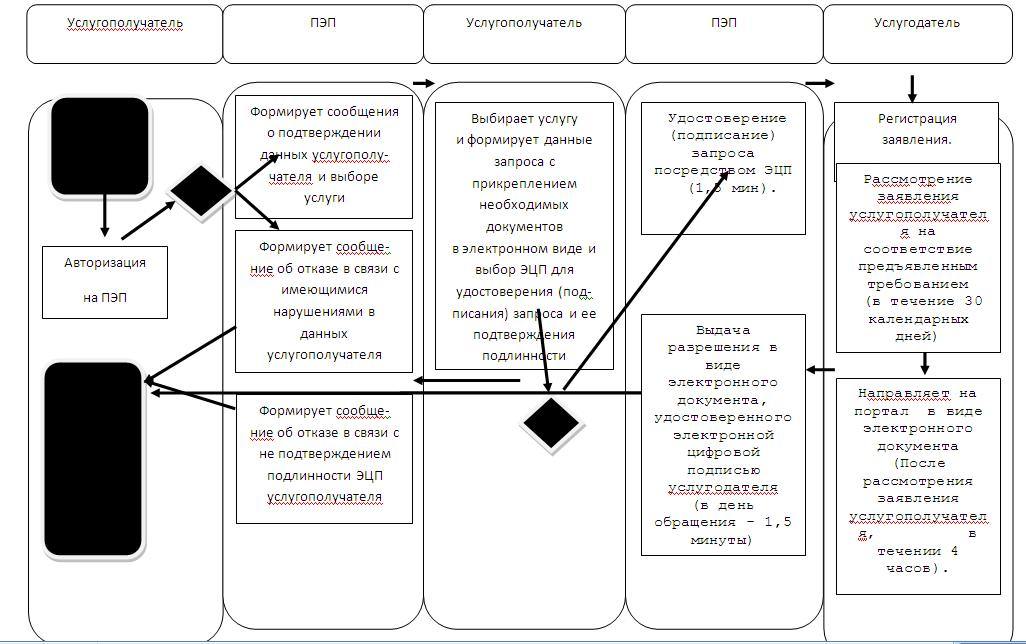 Услугополучатель
ПЭП
Услугополучатель
ПЭП
Услугодатель
Авторизация
на ПЭП
Формирует сообщения
о подтверждении
данных услугополу-
чателя и выборе
услуги
Формирует сообще-
ние об отказе в связи с
имеющимися
нарушениями в
данных
услугополучателя
Формирует сообще-
ние об отказе в связи с
не подтверждением
подлинности ЭЦП
услугополучателя
Выбирает услугу
и формирует данные
запроса с
прикреплением
необходимых
документов
в электронном виде и
выбор ЭЦП для
удостоверения (под-
писания) запроса и ее
подтверждения
подлинности
Удостоверение
(подписание)
запроса
посредством ЭЦП
(1,5 мин).
Выдача
разрешения в
виде
электронного
документа,
удостоверенного
электронной
цифровой
подписью
услугодателя
(в день
обращения – 1,5
минуты)
Регистрация
заявления.
Рассмотрение
заявления
услугополучател
я на
соответствие
предъявленным
требованием
(в течение 30
календарных
дней)
Направляет на
портал в виде
электронного
документа
(После
рассмотрения
заявления
услугополучател
я, в
течении 4
часов).